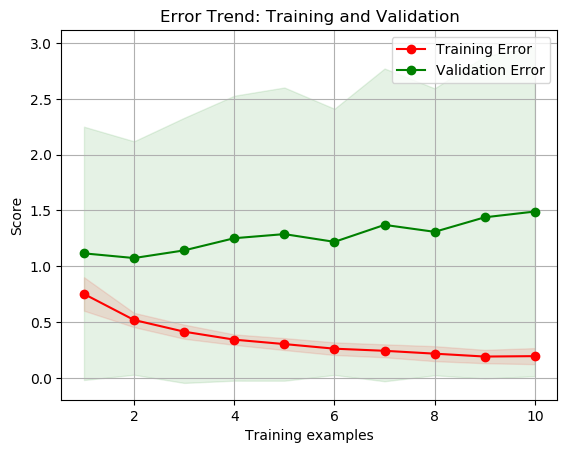 Error Trend: Training and Validation
Training Error
Validation Error
Score
3.0
2.5
2.0
1.5
1.0
0.5
0.0
2
4
6
8
10
Training examples